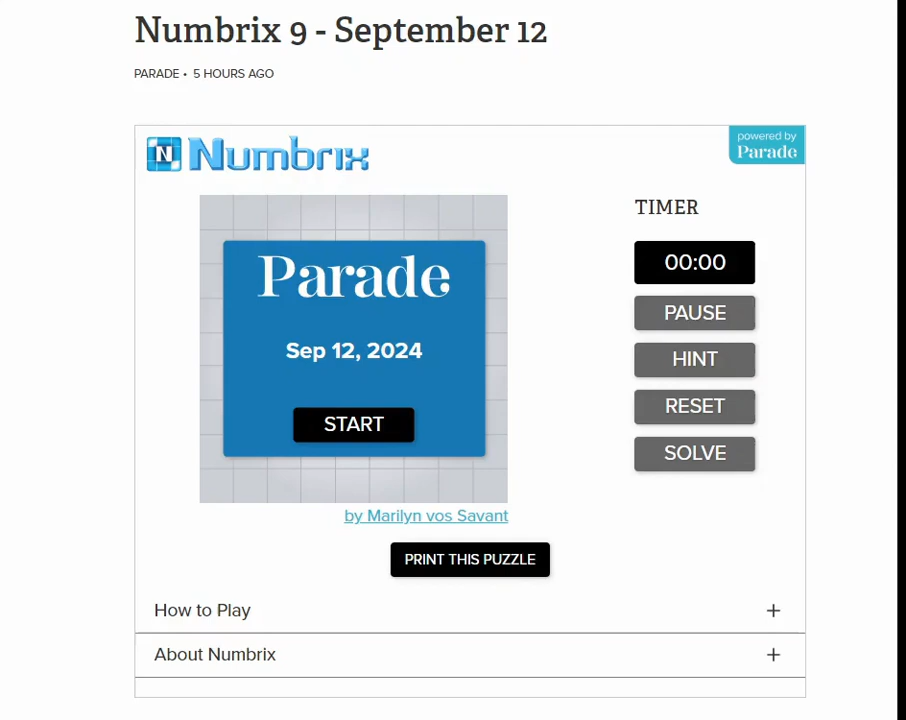 Numbrix 9 - September 12
PARADE • 5 HOURS AGO
N Numbrix
powered by
Parade
TIMER
Parade
00:00
PAUSE
Sep 12, 2024
HINT
RESET
START
SOLVE
by Marilyn vos Savant
PRINT THIS PUZZLE
How to Play +
About Numbrix +